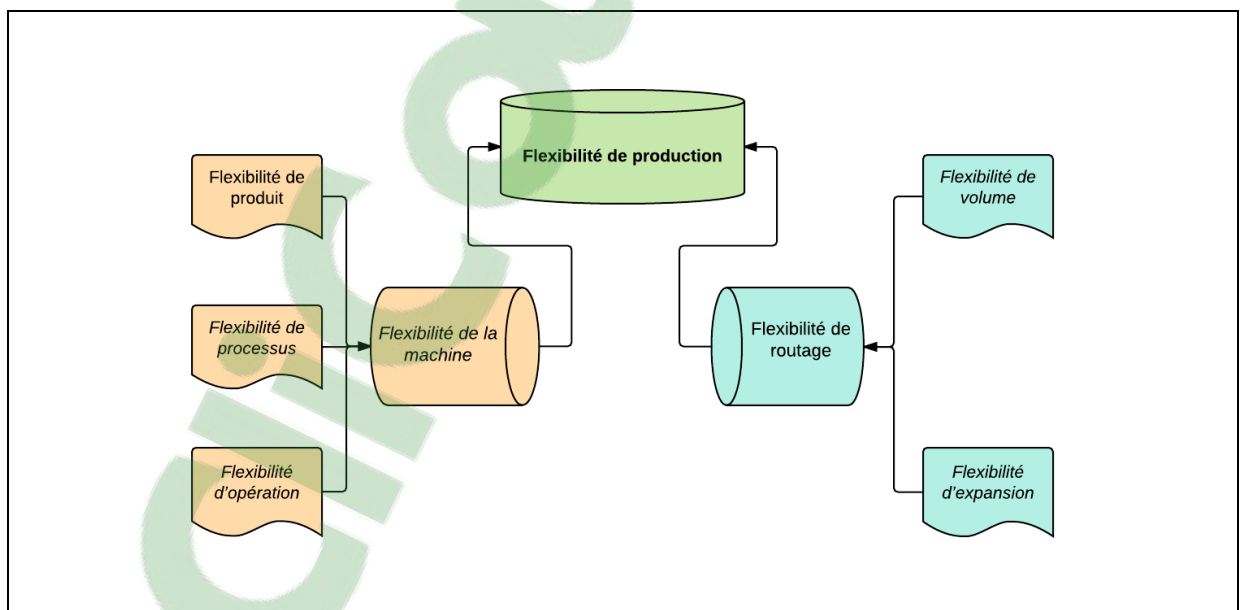 Flexibilité de production
Flexibilité de
produit
Flexibilité de
volume
Flexibilité de
processus
Flexibilité de la
machine
Flexibilité de
routage
Flexibilité
d'opération
Flexibilité
d'expansion